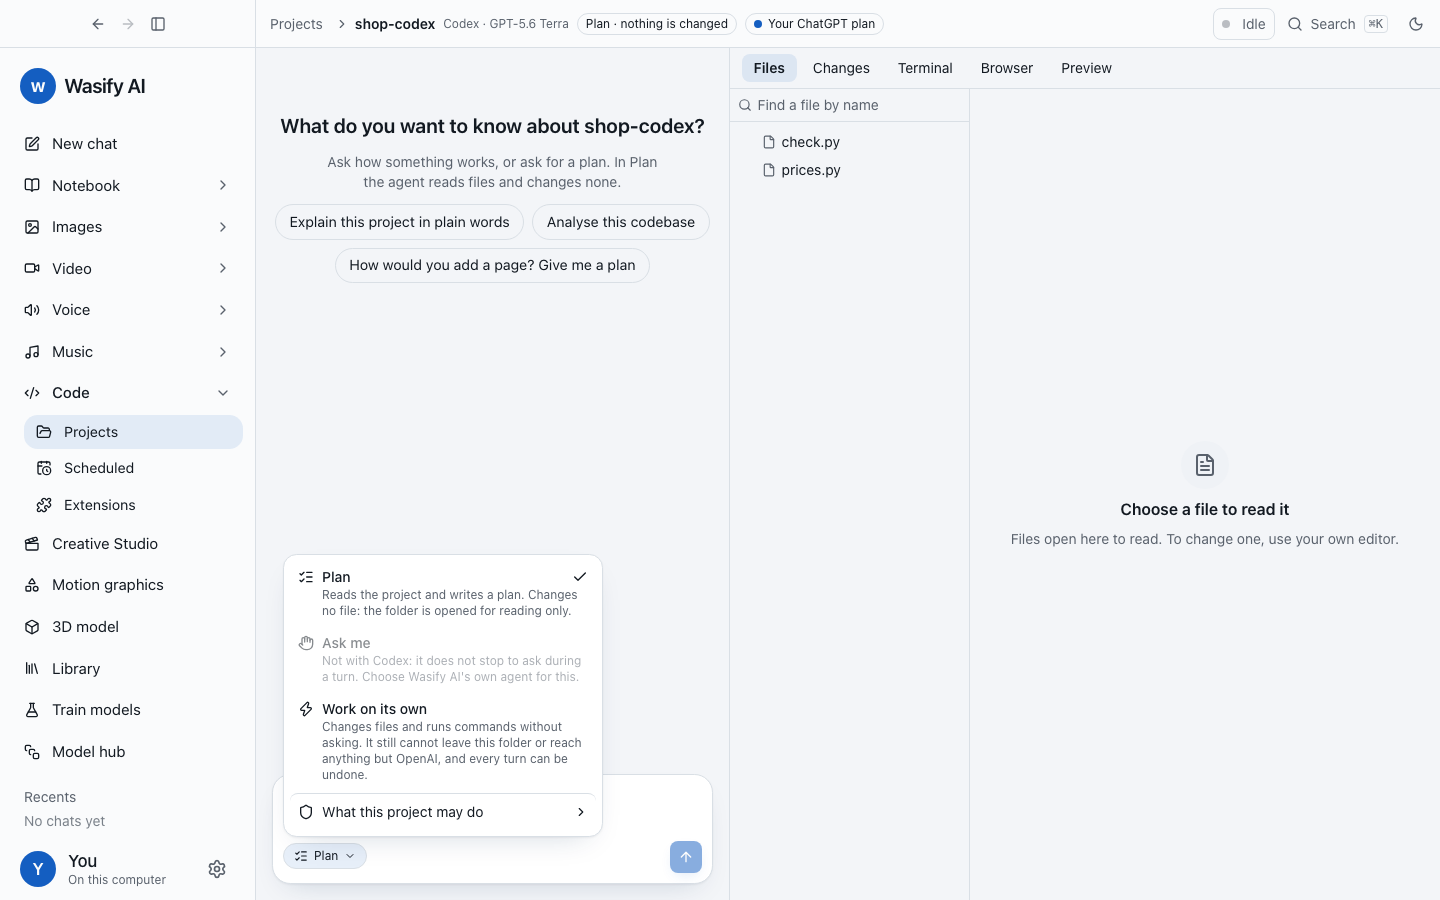 Projects > shop-codex Codex · GPT-5.6 Terra Plan · nothing is changed Your ChatGPT plan
Idle Search ⌘K
W Wasify AI
New chat
Notebook
Images
Video
Voice
Music
Code
Projects
Scheduled
Extensions
Creative Studio
Motion graphics
3D model
Library
Train models
Model hub
Recents
No chats yet
Y You
On this computer
What do you want to know about shop-codex?
Ask how something works, or ask for a plan. In Plan
the agent reads files and changes none.
Explain this project in plain words
Analyse this codebase
How would you add a page? Give me a plan
Plan
Reads the project and writes a plan. Changes
no file: the folder is opened for reading only.
Ask me
Not with Codex: it does not stop to ask during
a turn. Choose Wasify AI's own agent for this.
Work on its own
Changes files and runs commands without
asking. It still cannot leave this folder or reach
anything but OpenAI, and every turn can be
undone.
What this project may do
Plan
Files Changes Terminal Browser Preview
Find a file by name
check.py
prices.py
Choose a file to read it
Files open here to read. To change one, use your own editor.